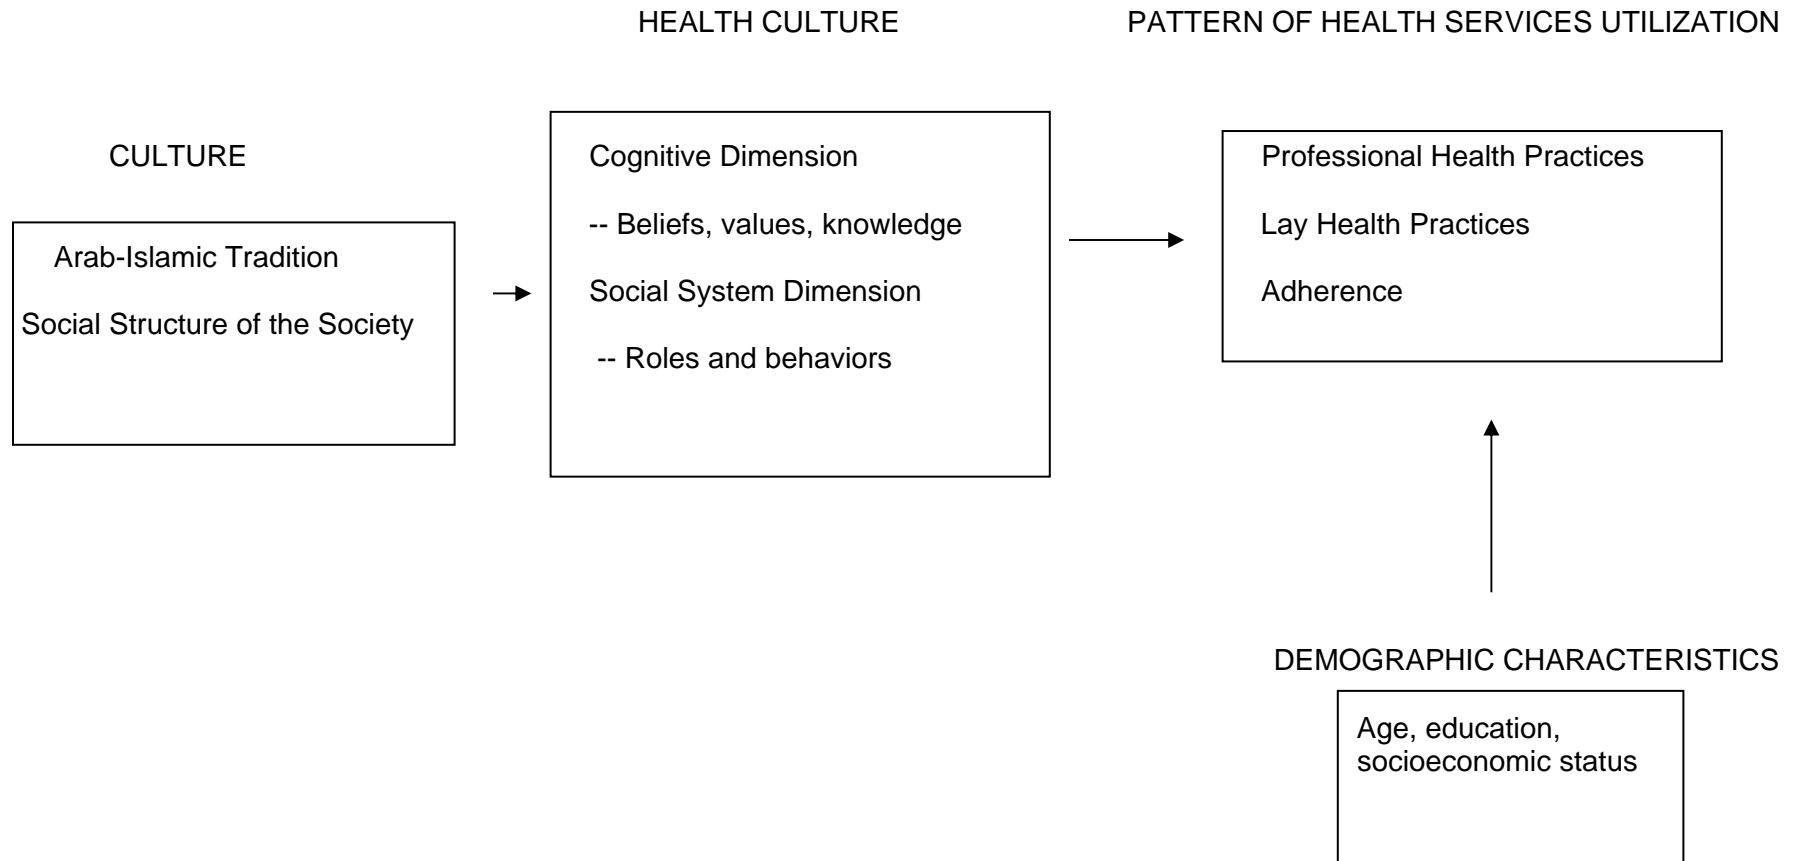 HEALTH CULTURE
PATTERN OF HEALTH SERVICES UTILIZATION
CULTURE
Arab-Islamic Tradition
Social Structure of the Society
Cognitive Dimension
-- Beliefs, values, knowledge
Social System Dimension
-- Roles and behaviors
Professional Health Practices
Lay Health Practices
Adherence
DEMOGRAPHIC CHARACTERISTICS
Age, education,
socioeconomic status